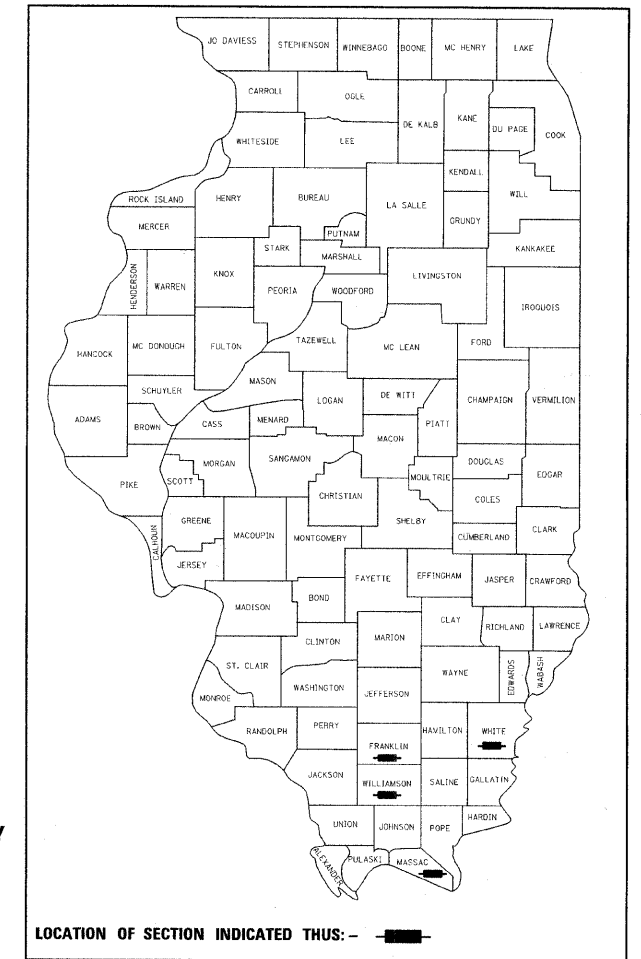 JO DAVIESS
STEPHENSON
WINNEBAGO
BOONE
MC HENRY
LAKE
CARROLL
OGLE
DE KALB
KANE
DU PAGE
COOK
WHITESIDE
LEE
KENDALL
WILL
ROCK ISLAND
HENRY
BUREAU
LA SALLE
GRUNDY
MERCER
PUTNAM
STARK
MARSHALL
KANKAKEE
HENDERSON
WARREN
KNOX
PEORIA
WOODFORD
LIVINGSTON
IROQUOIS
HANCOCK
MC DONOUGH
FULTON
TAZEWELL
MC LEAN
FORD
MASON
SCHUYLER
LOGAN
DE WITT
CHAMPAIGN
VERMILION
ADAMS
BROWN
CASS
MENARD
MACON
PIATT
PIKE
SCOTT
MORGAN
SANGAMON
MOULTRIE
DOUGLAS
EDGAR
CHRISTIAN
COLES
CALHOUN
GREENE
MACOUPIN
MONTGOMERY
SHELBY
CUMBERLAND
CLARK
JERSEY
FAYETTE
EFFINGHAM
JASPER
CRAWFORD
MADISON
BOND
CLAY
RICHLAND
LAWRENCE
CLINTON
MARION
ST. CLAIR
WAYNE
EDWARDS
WABASH
MONROE
WASHINGTON
JEFFERSON
RANDOLPH
PERRY
HAVILTON
WHITE
FRANKLIN
JACKSON
WILLIAMSON
SALINE
GALLATIN
UNION
JOHNSON
POPE
HARDIN
ALEXANDER
PULASKI
MASSAC
LOCATION OF SECTION INDICATED THUS: -